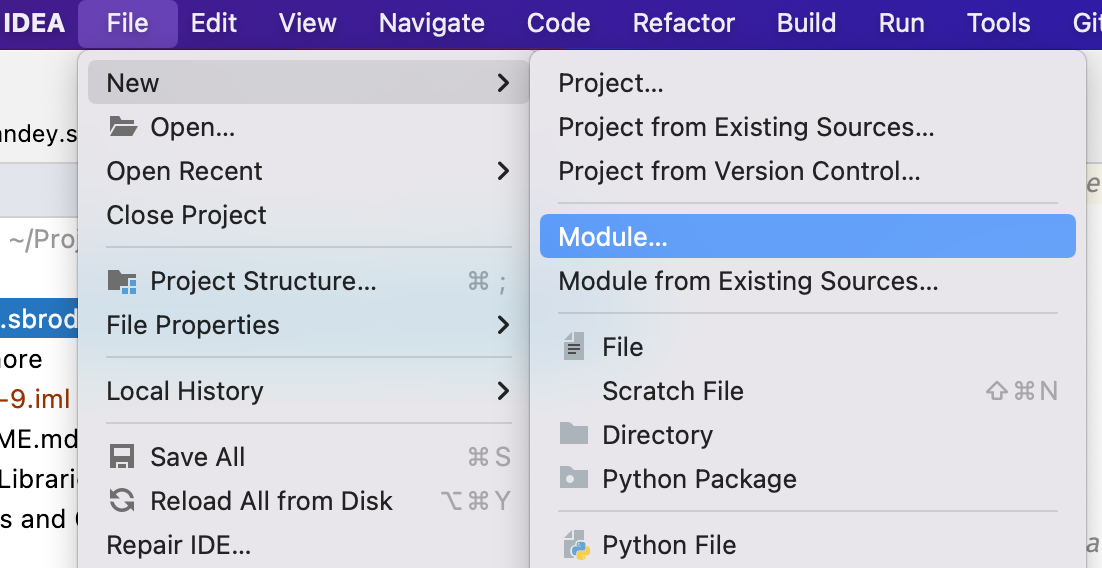 IDEA File Edit View Navigate Code Refactor Build Run Tools
New
Open...
Open Recent
Close Project
Project Structure... ⌘ ;
File Properties
Local History
Save All ⌘ S
Reload All from Disk ⌥ ⌘ Y
Repair IDE...
Project...
Project from Existing Sources...
Project from Version Control...
Module...
Module from Existing Sources...
File
Scratch File ⇧ ⌘ N
Directory
Python Package
Python File
ndey.s
~/Proj
.sbrod
ore
-9.iml
ME.md
Librari
s and